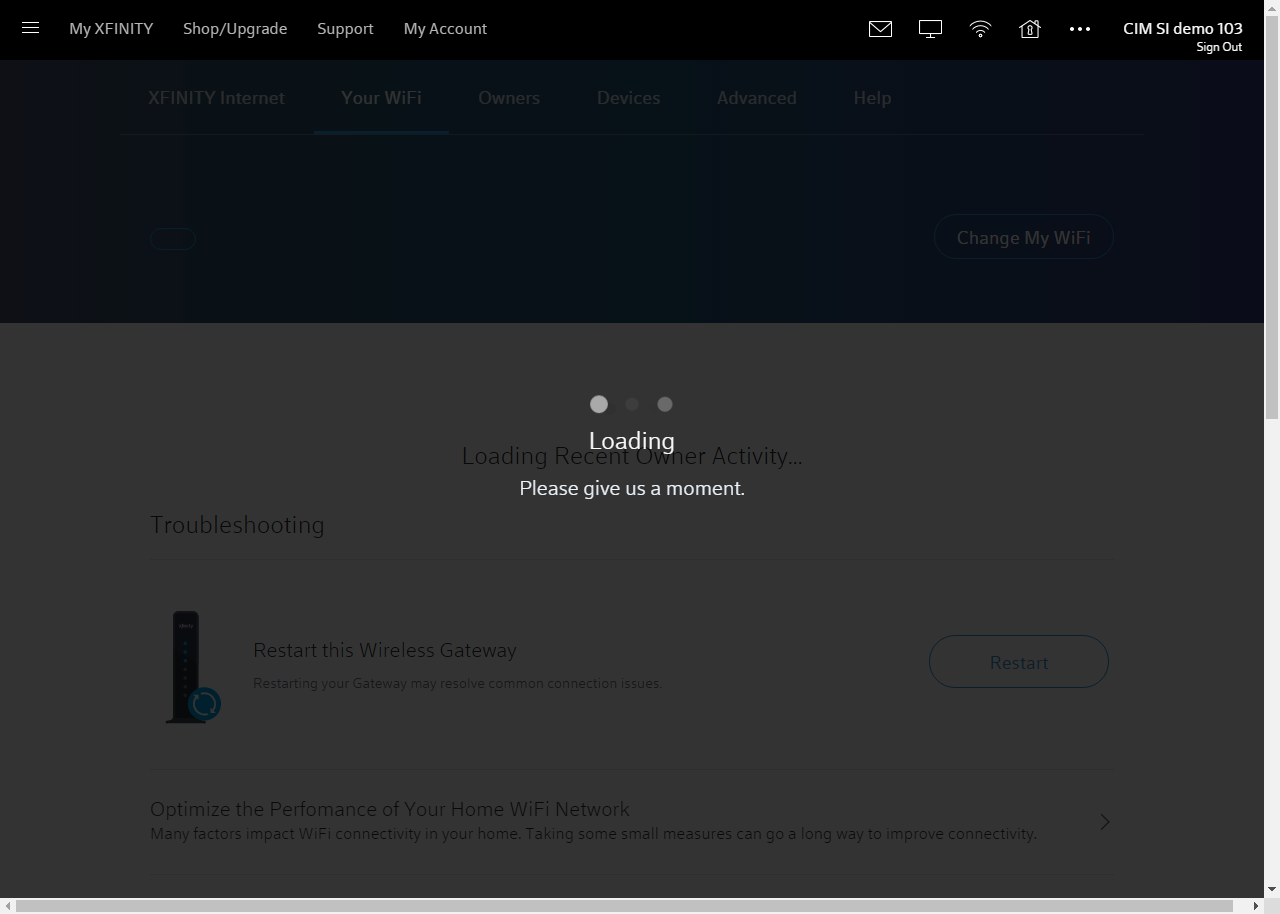 My XFINITY Shop/Upgrade Support My Account CIM SI demo 103
Sign Out
XFINITY Internet Your WiFi Owners Devices Advanced Help
Change My WiFi
Loading
Loading Recent Owner Activity...
Please give us a moment.
Troubleshooting
xfinity
Restart this Wireless Gateway
Restarting your Gateway may resolve common connection issues.
Restart
Optimize the Perfomance of Your Home WiFi Network
Many factors impact WiFi connectivity in your home. Taking some small measures can go a long way to improve connectivity.